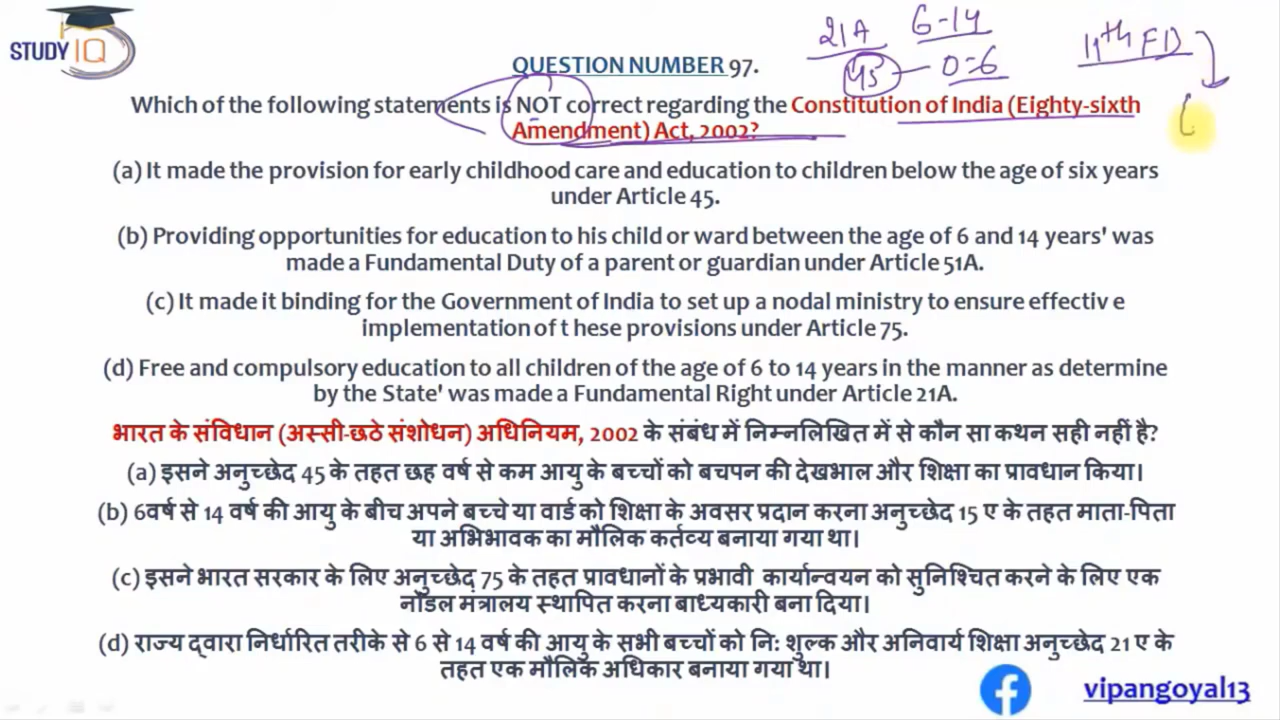 STUDY IQ
21A 6-14
45 - 0-6
11th FD
QUESTION NUMBER 97.
Which of the following statements is NOT correct regarding the Constitution of India (Eighty-sixth
Amendment) Act, 2002?
(a) It made the provision for early childhood care and education to children below the age of six years
under Article 45.
(b) Providing opportunities for education to his child or ward between the age of 6 and 14 years' was
made a Fundamental Duty of a parent or guardian under Article 51A.
(c) It made it binding for the Government of India to set up a nodal ministry to ensure effectiv e
implementation of t hese provisions under Article 75.
(d) Free and compulsory education to all children of the age of 6 to 14 years in the manner as determine
by the State' was made a Fundamental Right under Article 21A.
भारत के संविधान (अस्सी-छठे संशोधन) अधिनियम, 2002 के संबंध में निम्नलिखित में से कौन सा कथन सही नहीं है?
(a) इसने अनुच्छेद 45 के तहत छह वर्ष से कम आयु के बच्चों को बचपन की देखभाल और शिक्षा का प्रावधान किया।
(b) 6वर्ष से 14 वर्ष की आयु के बीच अपने बच्चे या वार्ड को शिक्षा के अवसर प्रदान करना अनुच्छेद 15 ए के तहत माता-पिता
या अभिभावक का मौलिक कर्तव्य बनाया गया था।
(c) इसने भारत सरकार के लिए अनुच्छेद 75 के तहत प्रावधानों के प्रभावी कार्यान्वयन को सुनिश्चित करने के लिए एक
नोडल मंत्रालय स्थापित करना बाध्यकारी बना दिया।
(d) राज्य द्वारा निर्धारित तरीके से 6 से 14 वर्ष की आयु के सभी बच्चों को नि: शुल्क और अनिवार्य शिक्षा अनुच्छेद 21 ए के
तहत एक मौलिक अधिकार बनाया गया था।
vipangoyal13